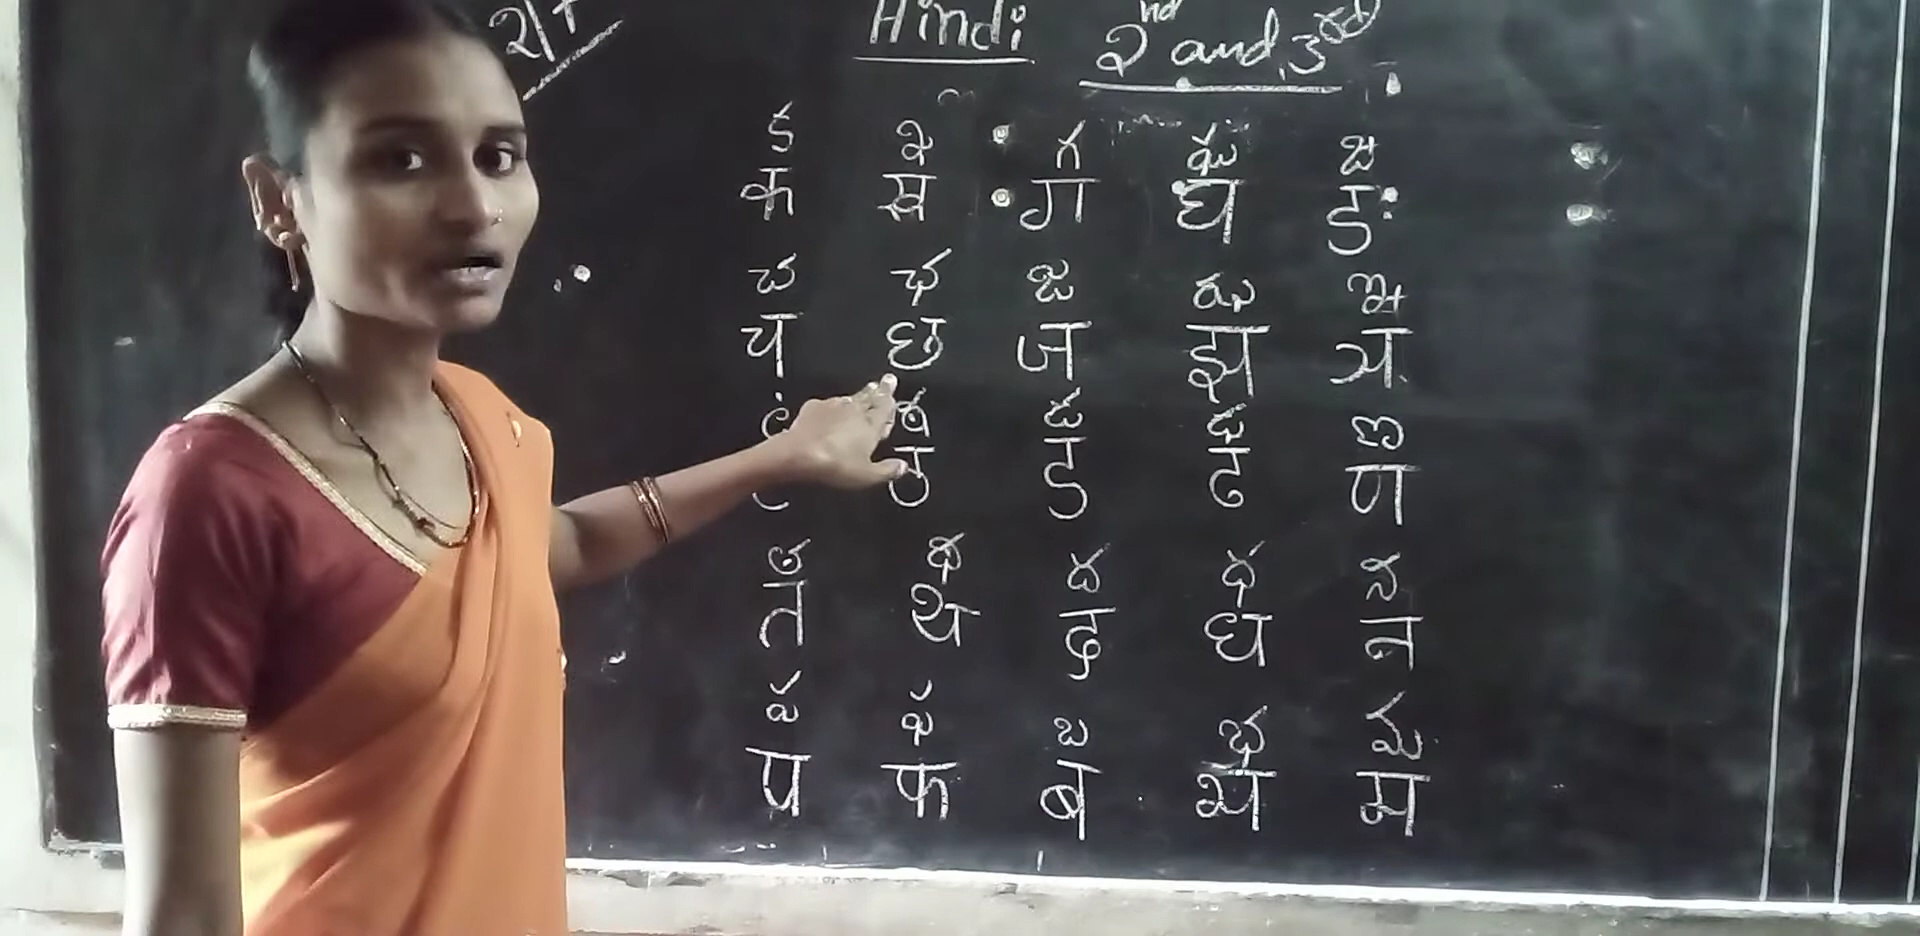 Hindi 2nd and 3rd
క ఖ గ ఘ జ
क ख ग घ ङ
చ ఛ జ ఝ ఞ
च छ ज झ ञ
ఠ డ ఢ ణ
ठ ड ढ ण
త థ ద ధ న
त थ द ध न
ప ఫ బ భ మ
प फ ब भ म